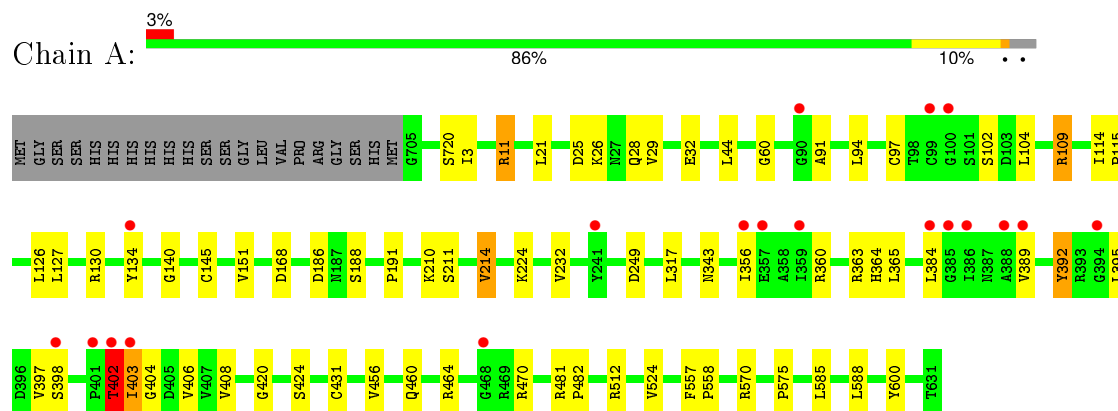 3%
Chain A:
86% 10% • •
MET GLY SER SER HIS HIS HIS HIS HIS HIS SER SER GLY LEU VAL PRO ARG GLY SER HIS MET G705 S720 I3 R11 L21 D25 K26 N27 Q28 V29 E32 L44 G60 G90 A91 L94 C97 T98 C99 G100 S101 S102 D103 L104 R109 I114 P115
L126 L127 R130 Y134 G140 C145 V151 D168 D186 N187 S188 P191 K210 S211 V214 K224 V232 Y241 D249 L317 N343 I356 E357 A358 I359 R360 R363 H364 L365 L384 G385 I386 N387 A388 V389 Y392 R393 G394 I395
D396 V397 S398 P401 T402 I403 G404 D405 V406 V407 V408 G420 S424 C431 V456 Q460 R464 G468 R469 R470 R481 P482 R512 V524 F557 P558 R570 P575 L585 L588 Y600 T631